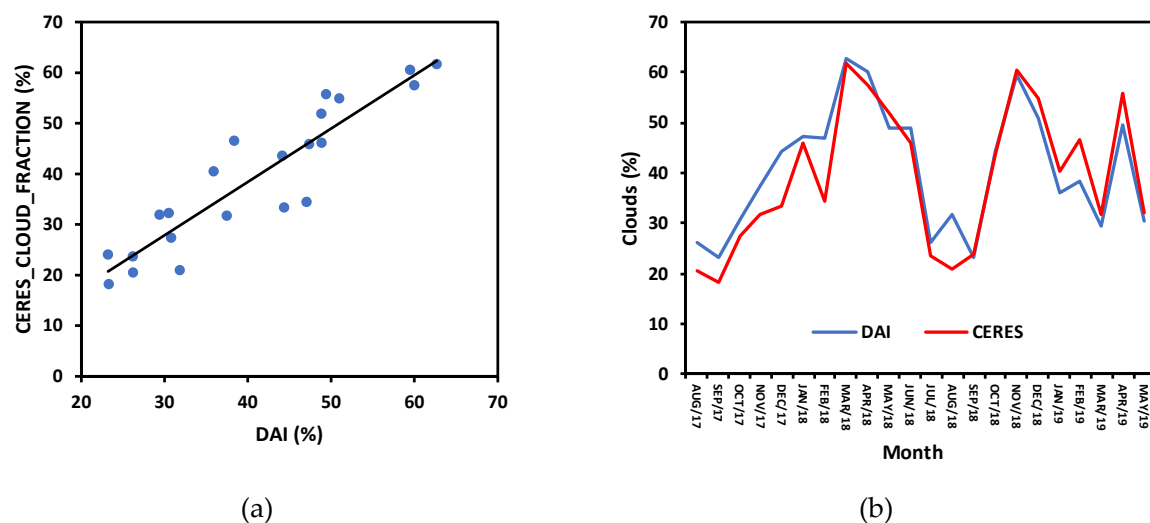 70
60
50
40
30
20
10
0
20 30 40 50 60 70
CERES_CLOUD_FRACTION (%)
DAI (%)
(a)
70
60
50
40
30
20
10
0
Clouds (%)
DAI CERES
AUG/17
SEP/17
OCT/17
NOV/17
DEC/17
JAN/18
FEB/18
MAR/18
APR/18
MAY/18
JUN/18
JUL/18
AUG/18
SEP/18
OCT/18
NOV/18
DEC/18
JAN/19
FEB/19
MAR/19
APR/19
MAY/19
Month
(b)